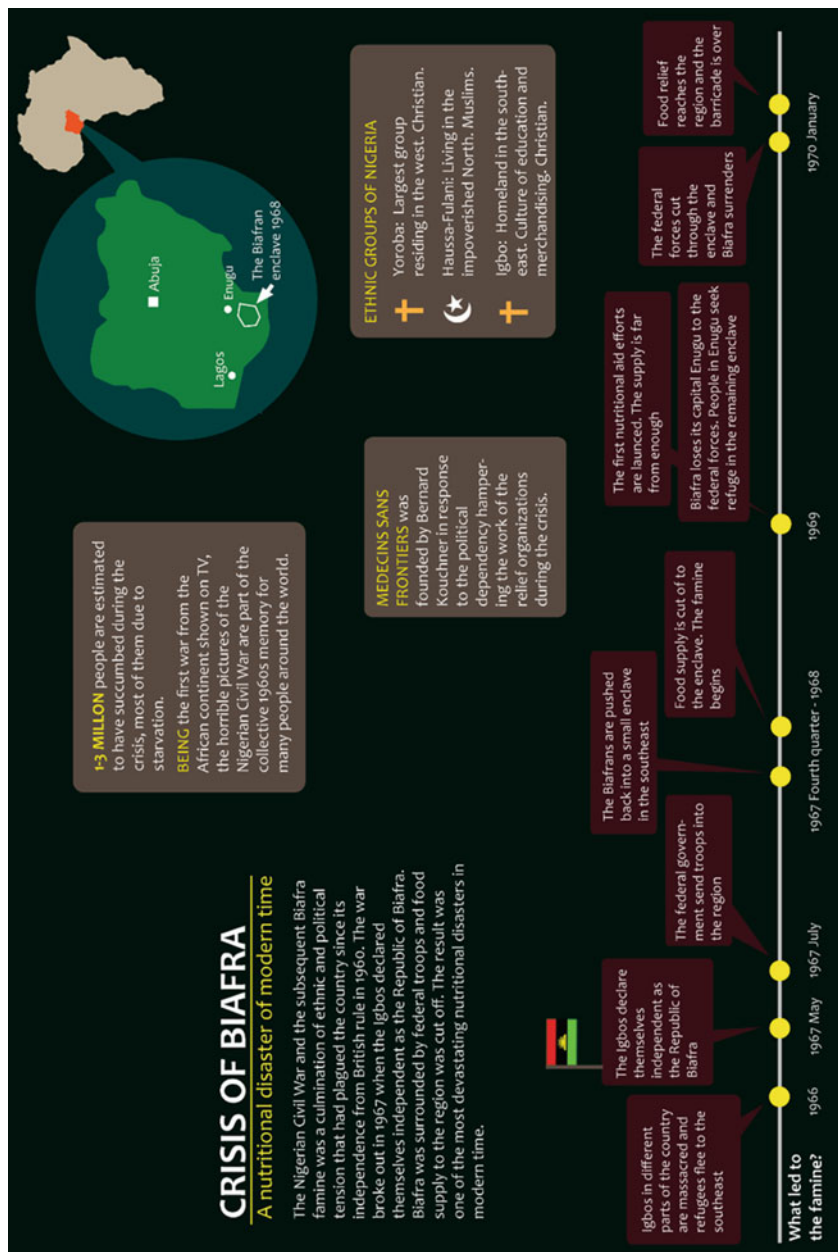 CRISIS OF BIAFRA
A nutritional disaster of modern time
The Nigerian Civil War and the subsequent Biafra
famine was a culmination of ethnic and political
tension that had plagued the country since its
independence from British rule in 1960. The war
broke out in 1967 when the Igbos declared
themselves independent as the Republic of Biafra.
Biafra was surrounded by federal troops and food
supply to the region was cut off. The result was
one of the most devastating nutritional disasters in
modern time.
1-3 MILLON people are estimated
to have succumbed during the
crisis, most of them due to
starvation.
BEING the first war from the
African continent shown on TV,
the horrible pictures of the
Nigerian Civil War are part of the
collective 1960s memory for
many people around the world.
Abuja
Lagos
Enugu
The Biafran
enclave 1968
MEDECINS SANS
FRONTIERS was
founded by Bernard
Kouchner in response
to the political
dependency hamper-
ing the work of the
relief organizations
during the crisis.
ETHNIC GROUPS OF NIGERIA
Yoroba: Largest group
residing in the west. Christian.
Haussa-Fulani: Living in the
impoverished North. Muslims.
Igbo: Homeland in the south-
east. Culture of education and
merchandising. Christian.
Igbos in different
parts of the country
are massacred and
refugees flee to the
southeast
The Igbos declare
themselves
independent as
the Republic of
Biafra
The federal govern-
ment send troops into
the region
The Biafrans are pushed
back into a small enclave
in the southeast
Food supply is cut of to
the enclave. The famine
begins
The first nutritional aid efforts
are launced. The supply is far
from enough
Biafra loses its capital Enugu to the
federal forces. People in Enugu seek
refuge in the remaining enclave
The federal
forces cut
through the
enclave and
Biafra surrenders
Food relief
reaches the
region and the
barricade is over
What led to
the famine?
1966
1967 May
1967 July
1967 Fourth quarter - 1968
1969
1970 January